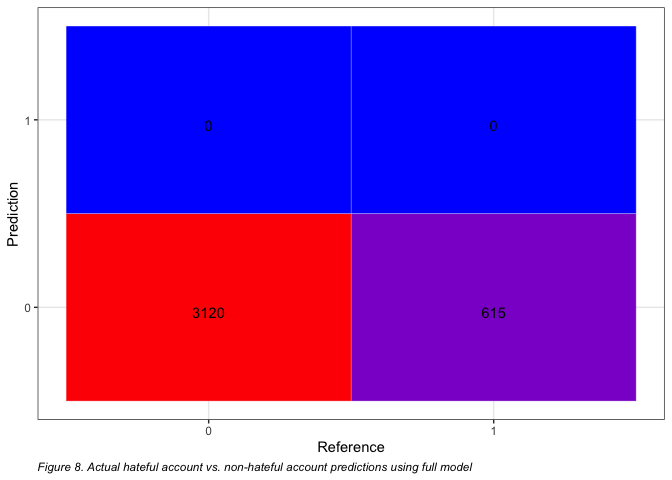 Prediction
1
0
0
0
3120
615
0
1
Reference
Figure 8. Actual hateful account vs. non-hateful account predictions using full model